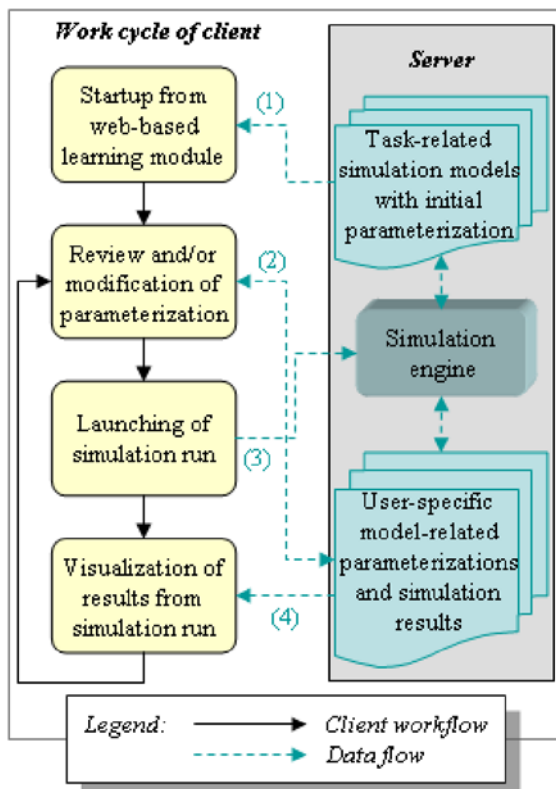 Work cycle of client
Startup from
web-based
learning module
Review and/or
modification of
parameterization
Launching of
simulation run
Visualization of
results from
simulation run
(1)
(2)
(3)
(4)
Server
Task-related
simulation models
with initial
parameterization
Simulation
engine
User-specific
model-related
parameterizations
and simulation
results
Legend:
Client workflow
Data flow